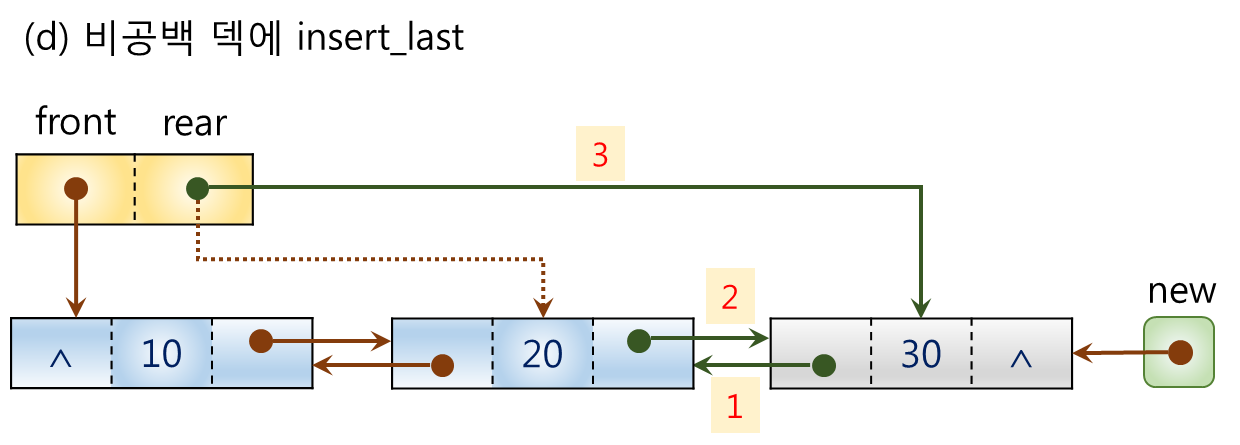 (d) 비공백 덱에 insert_last
front rear
3
2
new
^ 10 20 30 ^
1